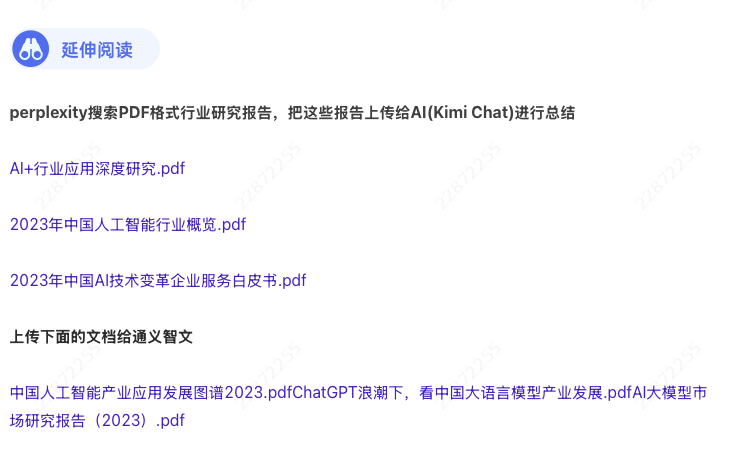 延伸阅读
perplexity搜索PDF格式行业研究报告，把这些报告上传给AI(Kimi Chat)进行总结
AI+行业应用深度研究.pdf
2023年中国人工智能行业概览.pdf
2023年中国AI技术变革企业服务白皮书.pdf
上传下面的文档给通义智文
中国人工智能产业应用发展图谱2023.pdfChatGPT浪潮下，看中国大语言模型产业发展.pdfAI大模型市
场研究报告（2023）.pdf
22872255
22872255
22872255
22872255
22872255
22872255
22872255
22872255